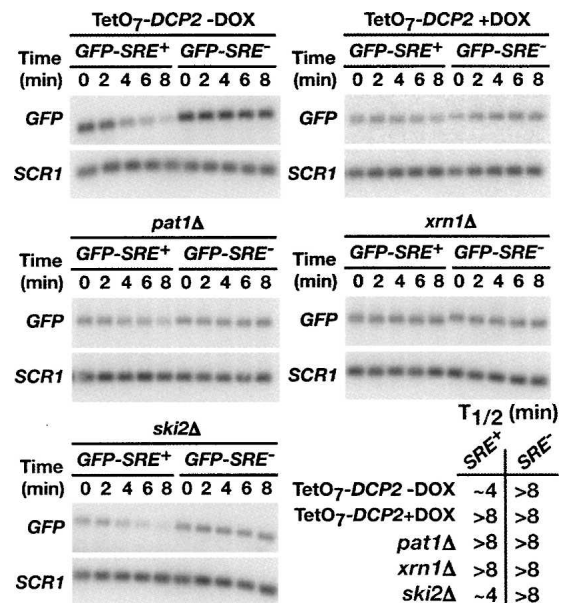 TetO7-DCP2 -DOX
Time (min) GFP-SRE+ GFP-SRE-
0 2 4 6 8 0 2 4 6 8
GFP
SCR1
TetO7-DCP2 +DOX
Time (min) GFP-SRE+ GFP-SRE-
0 2 4 6 8 0 2 4 6 8
GFP
SCR1
pat1Δ
Time (min) GFP-SRE+ GFP-SRE-
0 2 4 6 8 0 2 4 6 8
GFP
SCR1
xrn1Δ
Time (min) GFP-SRE+ GFP-SRE-
0 2 4 6 8 0 2 4 6 8
GFP
SCR1
ski2Δ
Time (min) GFP-SRE+ GFP-SRE-
0 2 4 6 8 0 2 4 6 8
GFP
SCR1
T1/2 (min)
SRE+ SRE-
TetO7-DCP2 -DOX ~4 >8
TetO7-DCP2+DOX >8 >8
pat1Δ >8 >8
xrn1Δ >8 >8
ski2Δ ~4 >8